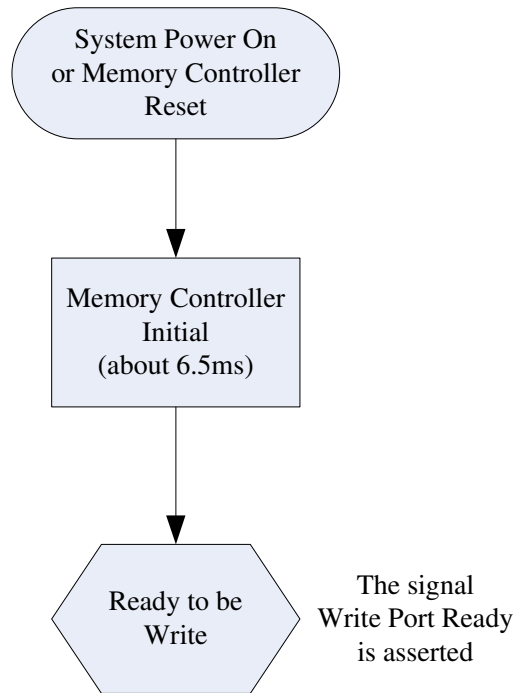 System Power On
or Memory Controller
Reset
Memory Controller
Initial
(about 6.5ms)
Ready to be
Write
The signal
Write Port Ready
is asserted